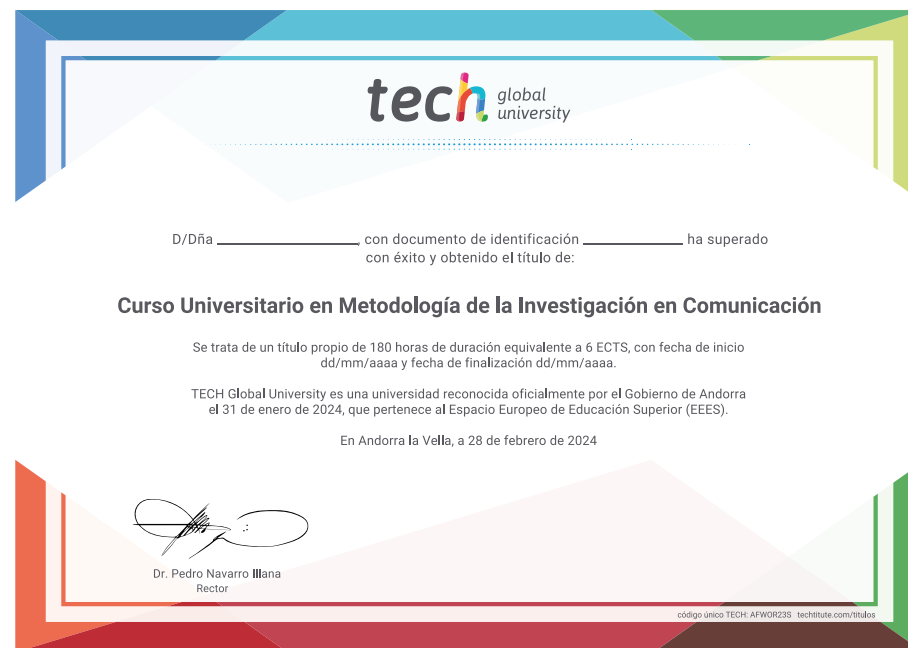 tech global university
D/Dña ____________________, con documento de identificación ______________ ha superado
con éxito y obtenido el título de:
Curso Universitario en Metodología de la Investigación en Comunicación
Se trata de un título propio de 180 horas de duración equivalente a 6 ECTS, con fecha de inicio
dd/mm/aaaa y fecha de finalización dd/mm/aaaa.
TECH Global University es una universidad reconocida oficialmente por el Gobierno de Andorra
el 31 de enero de 2024, que pertenece al Espacio Europeo de Educación Superior (EEES).
En Andorra la Vella, a 28 de febrero de 2024
Dr. Pedro Navarro Illana
Rector
código único TECH: AFWOR23S techtitute.com/titulos